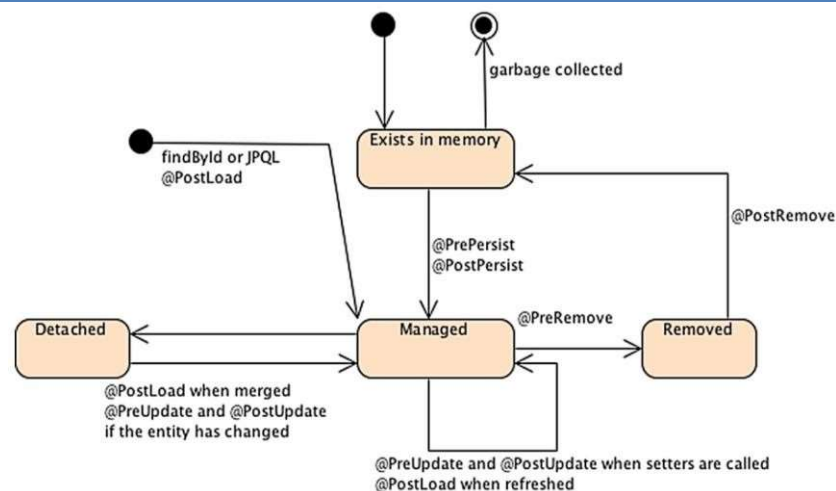 garbage collected
Exists in memory
findById or JPQL
@PostLoad
@PostRemove
@PrePersist
@PostPersist
Detached
Managed
@PreRemove
Removed
@PostLoad when merged
@PreUpdate and @PostUpdate
if the entity has changed
@PreUpdate and @PostUpdate when setters are called
@PostLoad when refreshed